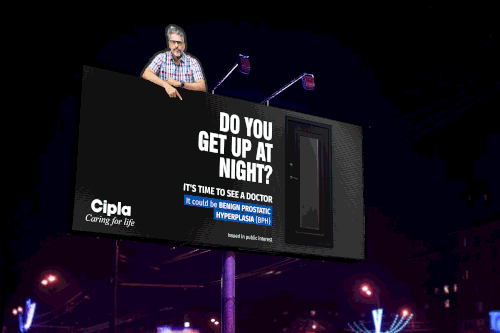 DO YOU
GET UP AT
NIGHT?
IT'S TIME TO SEE A DOCTOR
It could be BENIGN PROSTATIC
HYPERPLASIA (BPH)
Issued in public interest
Cipla
Caring for life